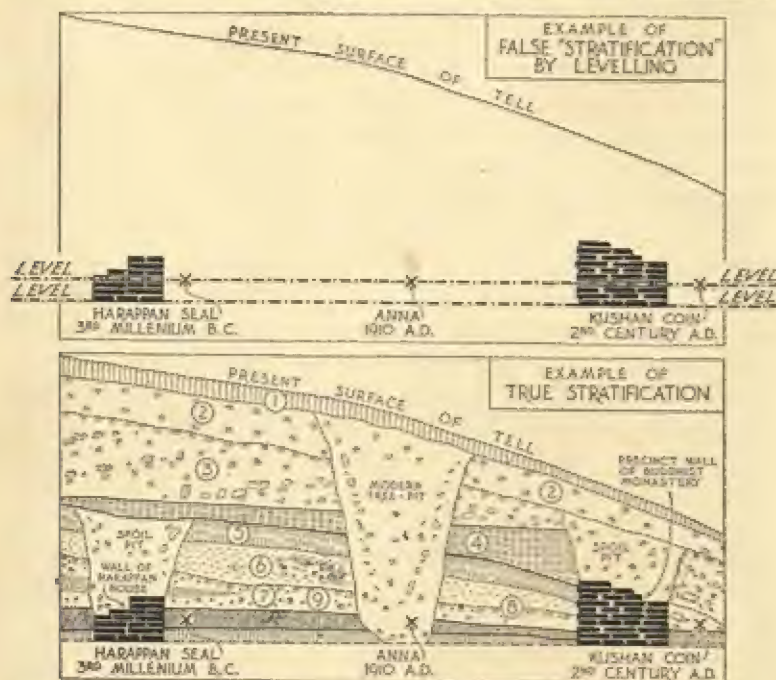 EXAMPLE OF
FALSE "STRATIFICATION"
BY LEVELLING
PRESENT SURFACE OF TELL
LEVEL
LEVEL
LEVEL
LEVEL
HARAPPAN SEAL
3RD MILLENIUM B.C.
ANNA
1910 A.D.
KUSHAN COIN
2ND CENTURY A.D.
EXAMPLE OF
TRUE STRATIFICATION
PRESENT SURFACE OF TELL
1
2
3
MODERN
TREE-PIT
PRECINCT WALL
OF BUDDHIST
MONASTERY
2
SPOIL
PIT
5
4
SPOIL
PIT
6
WALL OF
HARAPPAN
HOUSE
7
9
8
HARAPPAN SEAL
3RD MILLENIUM B.C.
ANNA
1910 A.D.
KUSHAN COIN
2ND CENTURY A.D.